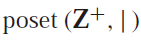 poset (Z⁺, | )